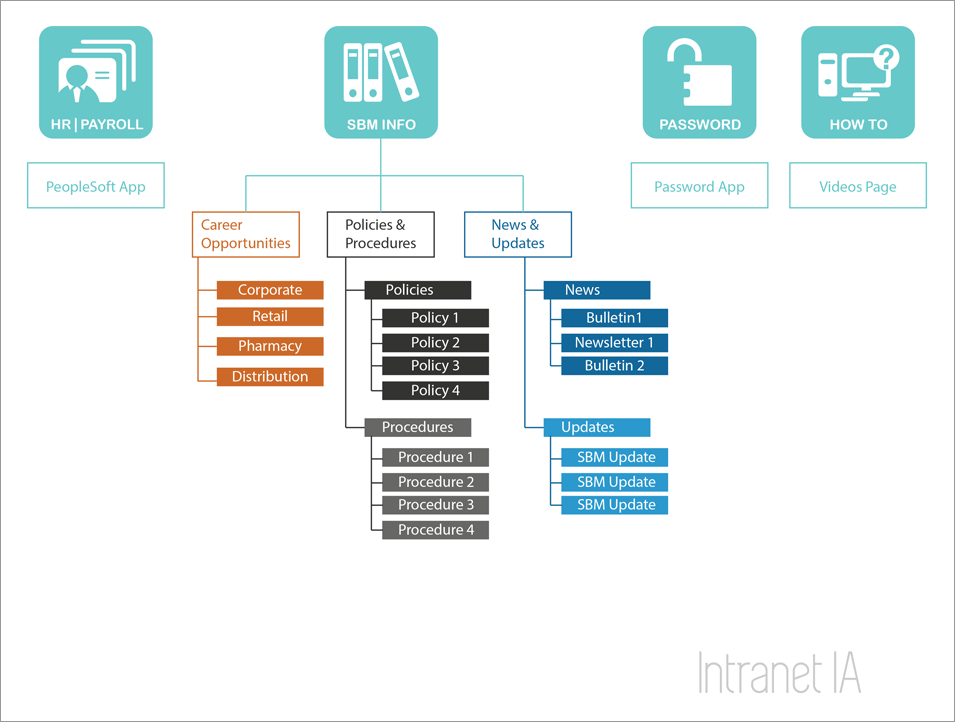 HR | PAYROLL
SBM INFO
PASSWORD
?
HOW TO
PeopleSoft App
Password App
Videos Page
Career
Opportunities
Policies &
Procedures
News &
Updates
Corporate
Retail
Pharmacy
Distribution
Policies
Policy 1
Policy 2
Policy 3
Policy 4
Procedures
Procedure 1
Procedure 2
Procedure 3
Procedure 4
News
Bulletin1
Newsletter 1
Bulletin 2
Updates
SBM Update
SBM Update
SBM Update
Intranet IA